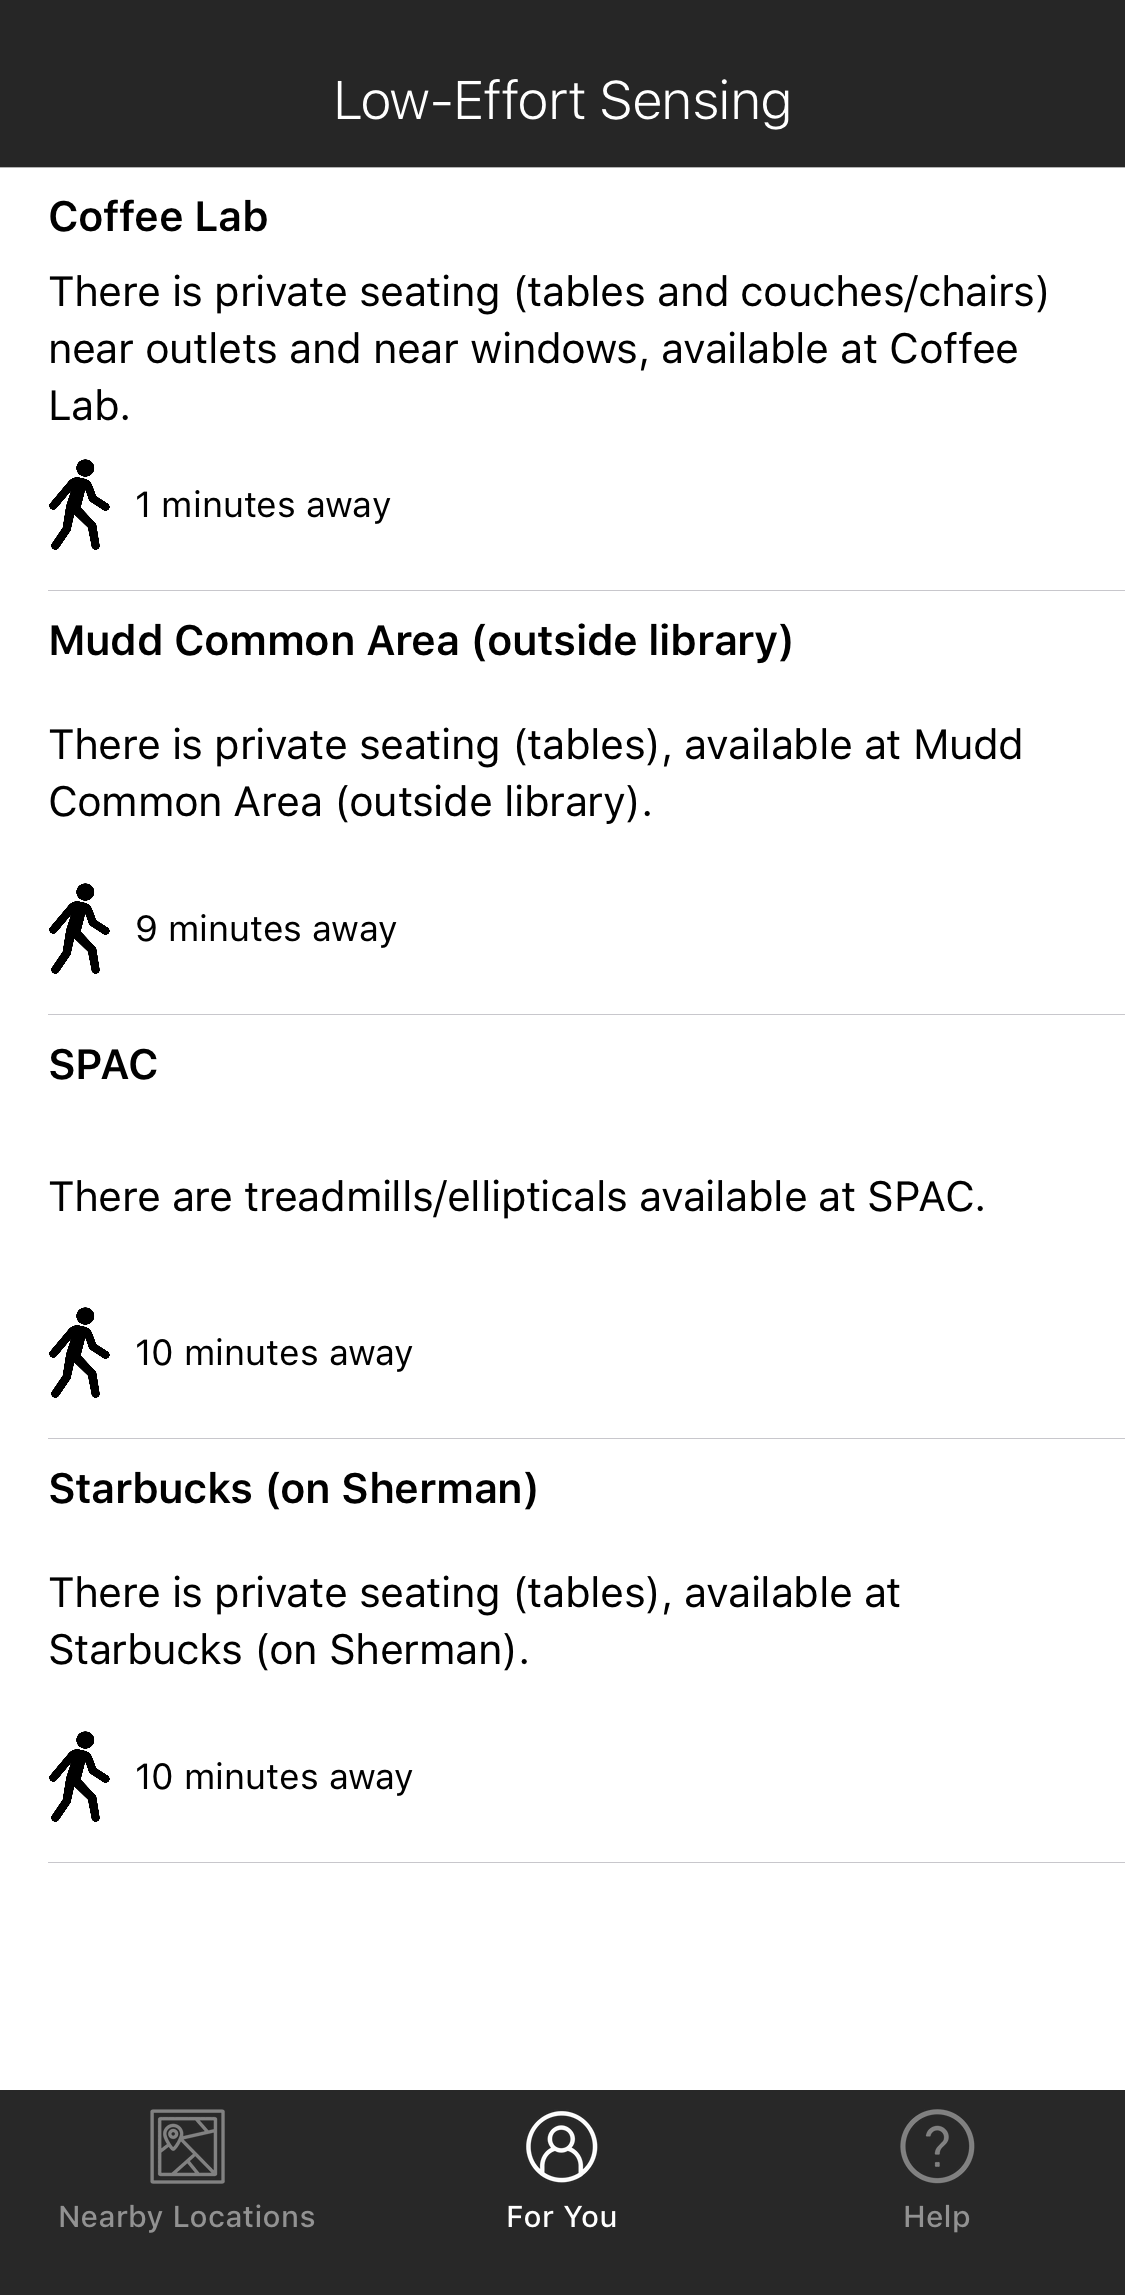 Low-Effort Sensing
Coffee Lab
There is private seating (tables and couches/chairs)
near outlets and near windows, available at Coffee
Lab.
1 minutes away
Mudd Common Area (outside library)
There is private seating (tables), available at Mudd
Common Area (outside library).
9 minutes away
SPAC
There are treadmills/ellipticals available at SPAC.
10 minutes away
Starbucks (on Sherman)
There is private seating (tables), available at
Starbucks (on Sherman).
10 minutes away
Nearby Locations
For You
?
Help